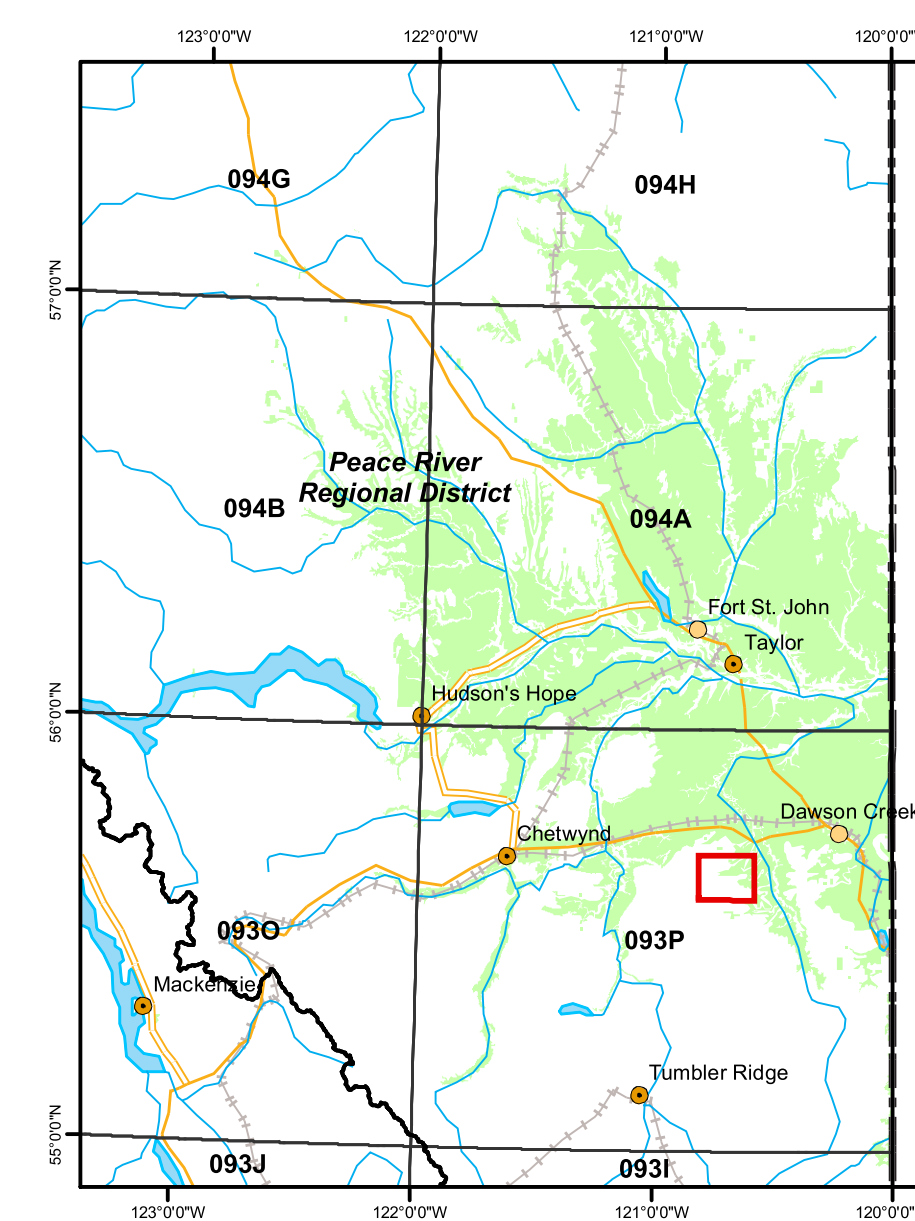 123°0'0"W
122°0'0"W
121°0'0"W
120°0'0"
094G
094H
57°0'0"N
Peace River
Regional District
094B
094A
Fort St. John
Taylor
Hudson's Hope
56°0'0"N
Dawson Creek
Chetwynd
093O
093P
Mackenzie
Tumbler Ridge
55°0'0"N
093J
093I
123°0'0"W
122°0'0"W
121°0'0"W
120°0'0"